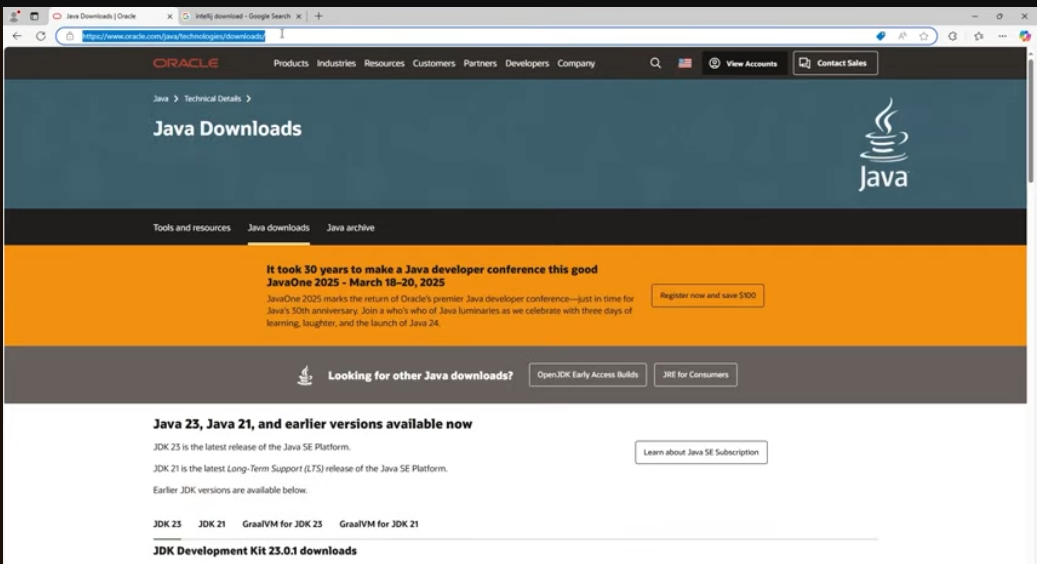 Java Downloads | Oracle
intellij download - Google Search
https://www.oracle.com/java/technologies/downloads/
ORACLE
Products Industries Resources Customers Partners Developers Company
View Accounts
Contact Sales
Java > Technical Details >
Java Downloads
Java
Tools and resources Java downloads Java archive
It took 30 years to make a Java developer conference this good
JavaOne 2025 - March 18–20, 2025
JavaOne 2025 marks the return of Oracle's premier Java developer conference—just in time for
Java's 30th anniversary. Join a who's who of Java luminaries as we celebrate with three days of
learning, laughter, and the launch of Java 24.
Register now and save $100
Looking for other Java downloads?
OpenJDK Early Access Builds
JRE for Consumers
Java 23, Java 21, and earlier versions available now
JDK 23 is the latest release of the Java SE Platform.
JDK 21 is the latest Long-Term Support (LTS) release of the Java SE Platform.
Earlier JDK versions are available below.
Learn about Java SE Subscription
JDK 23 JDK 21 GraalVM for JDK 23 GraalVM for JDK 21
JDK Development Kit 23.0.1 downloads